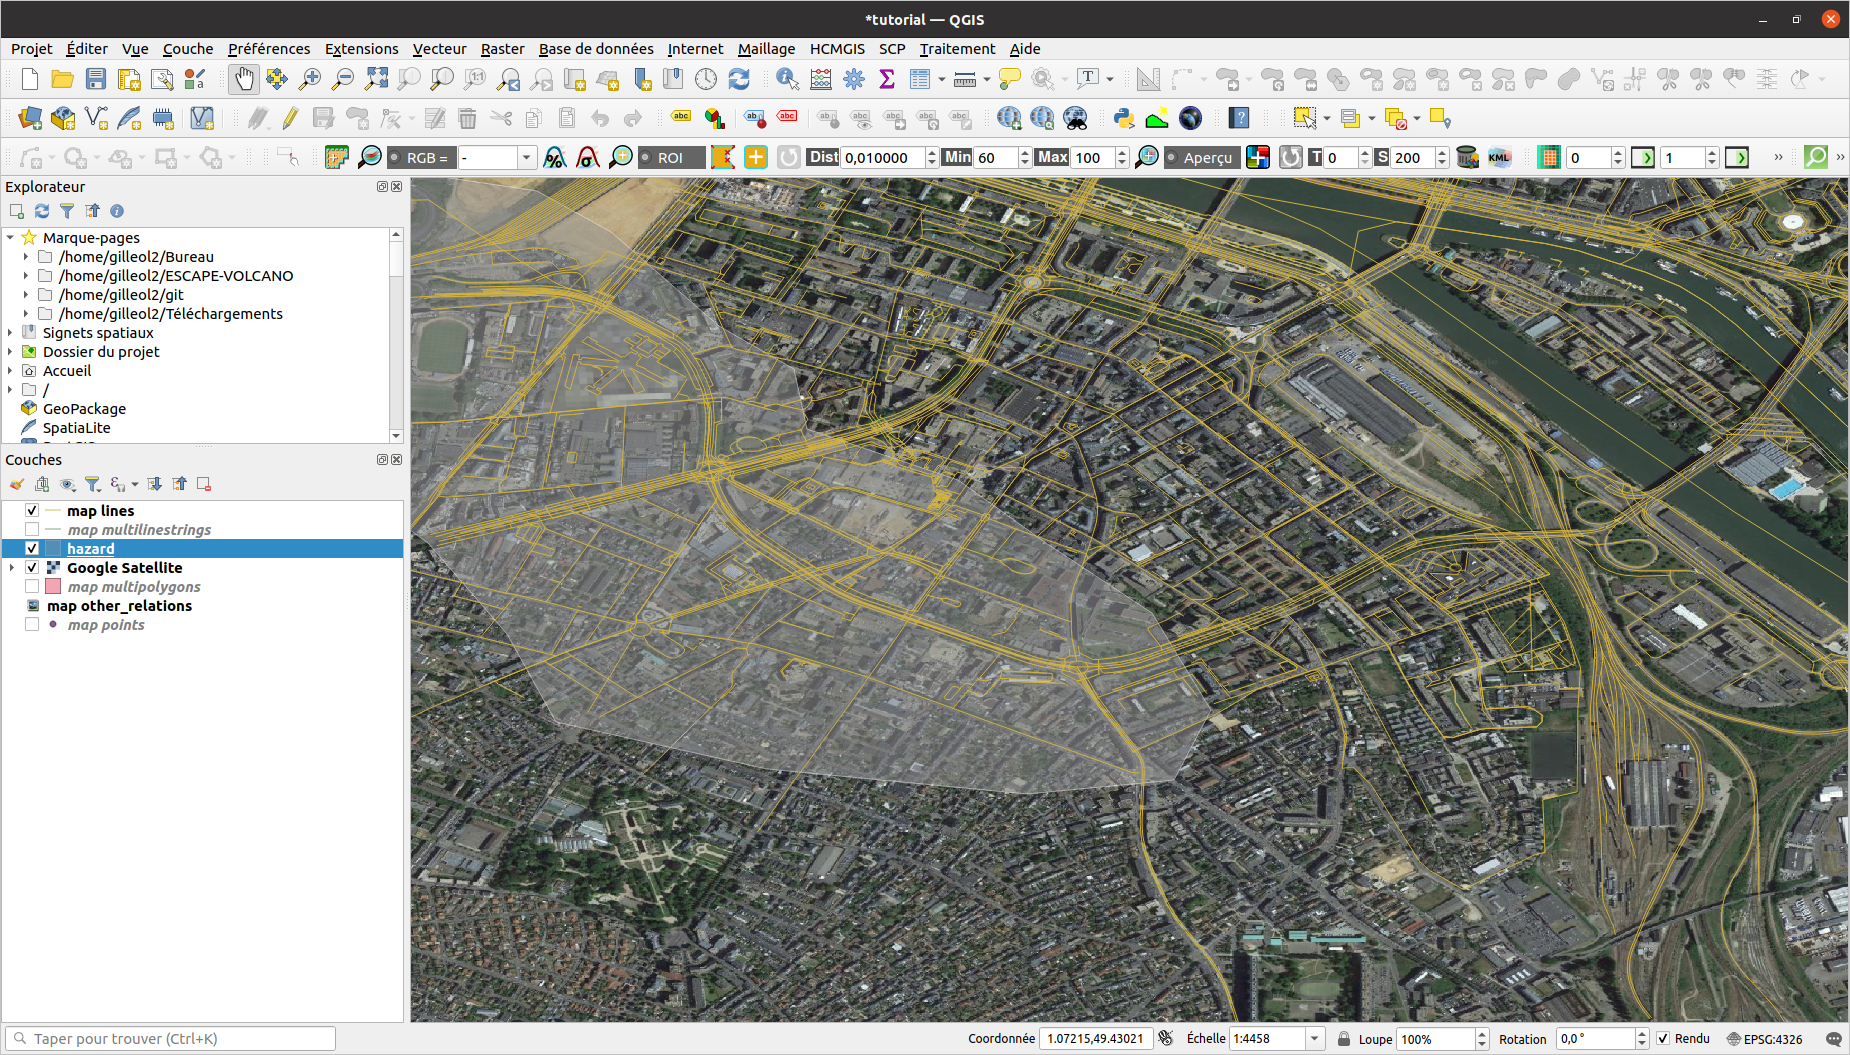 *tutorial — QGIS
Projet Éditer Vue Couche Préférences Extensions Vecteur Raster Base de données Internet Maillage HCMGIS SCP Traitement Aide
RGB = - ROI Dist 0,010000 Min 60 Max 100 Aperçu T 0 S 200 KML 0 1
Explorateur
Marque-pages
/home/gilleol2/Bureau
/home/gilleol2/ESCAPE-VOLCANO
/home/gilleol2/git
/home/gilleol2/Téléchargements
Signets spatiaux
Dossier du projet
Accueil
/
GeoPackage
SpatiaLite
Couches
map lines
map multilinestrings
hazard
Google Satellite
map multipolygons
map other_relations
map points
Taper pour trouver (Ctrl+K)
Coordonnée 1.07215,49.43021 Échelle 1:4458 Loupe 100% Rotation 0,0 ° Rendu EPSG:4326